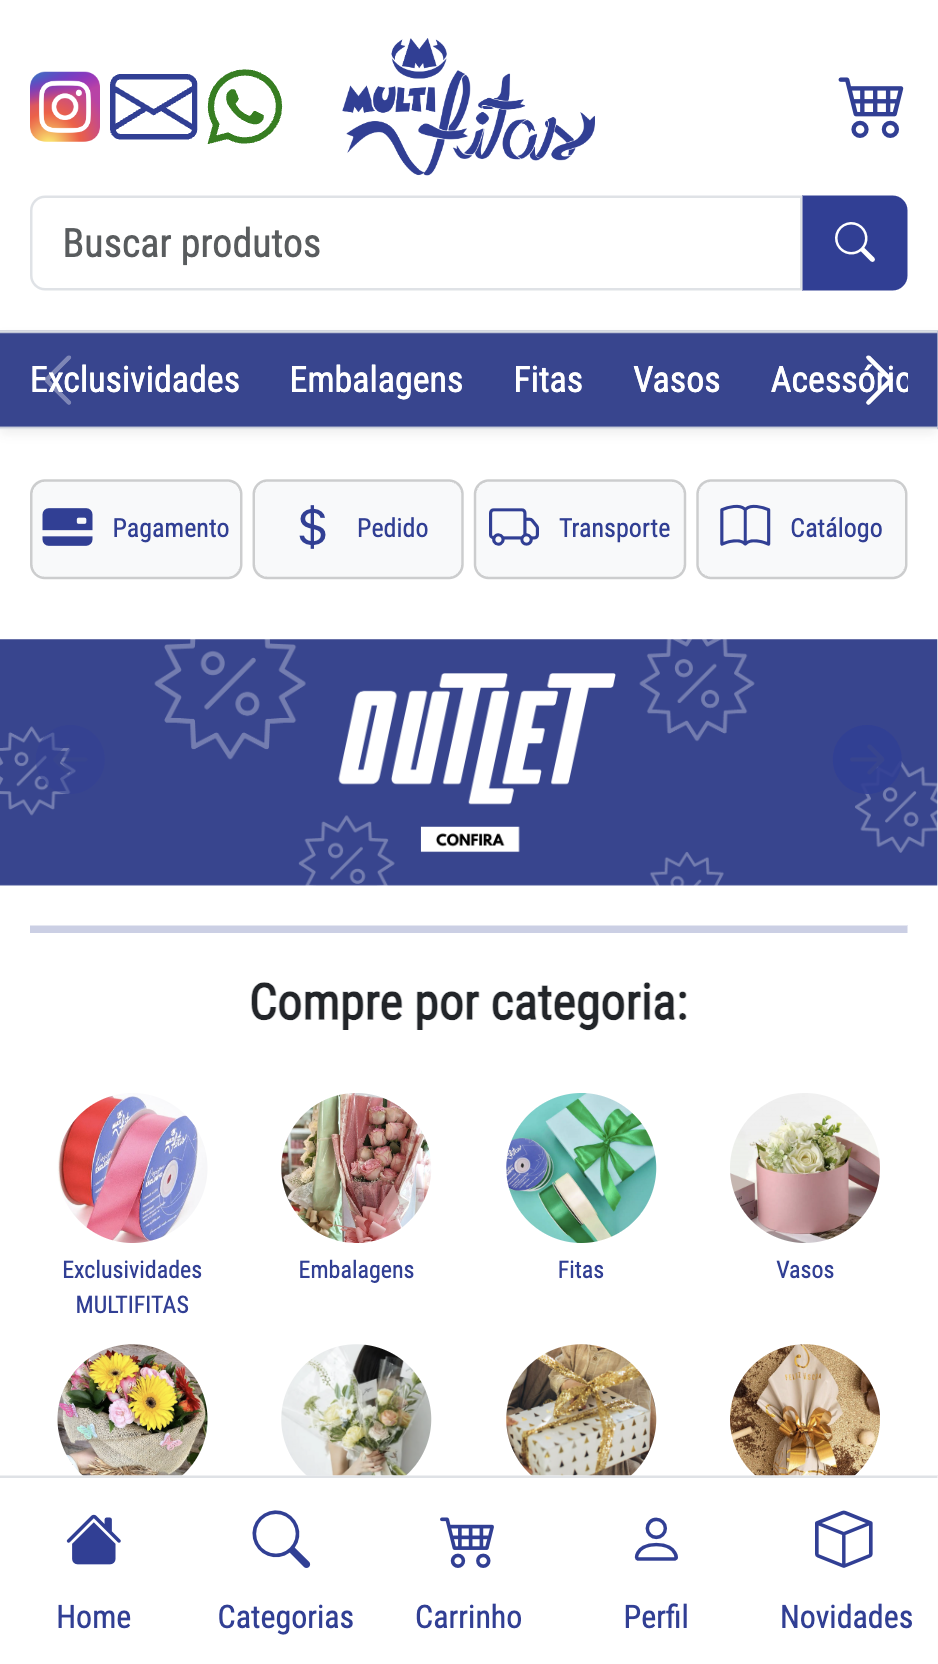 MULTI
fitas
Buscar produtos
Exclusividades Embalagens Fitas Vasos Acessório
Pagamento Pedido Transporte Catálogo
OUTLET
CONFIRA
Compre por categoria:
Exclusividades Embalagens Fitas Vasos
MULTIFITAS
Home Categorias Carrinho Perfil Novidades